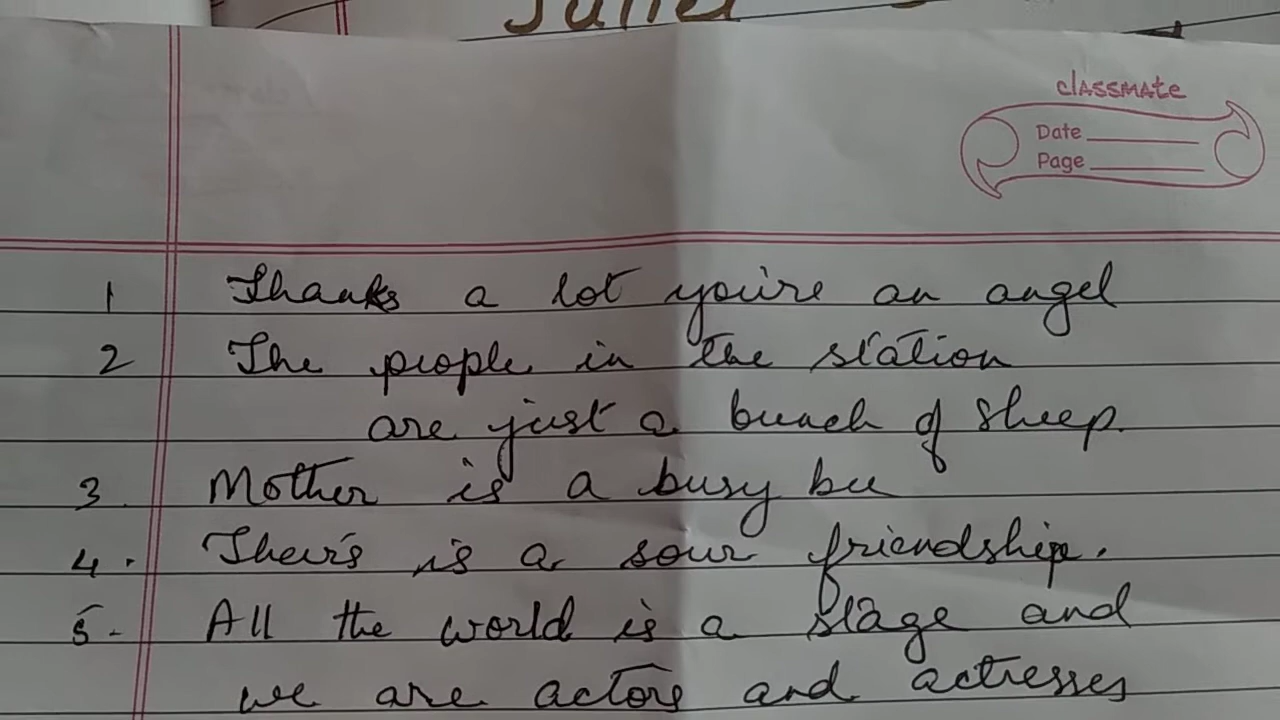 classmate
Date
Page
1 Thanks a lot you're an angel
2 The people in the station
are just a bunch of sheep.
3. Mother is a busy bee
4. Their's is a sour friendship.
5- All the world is a stage and
we are actors and actresses